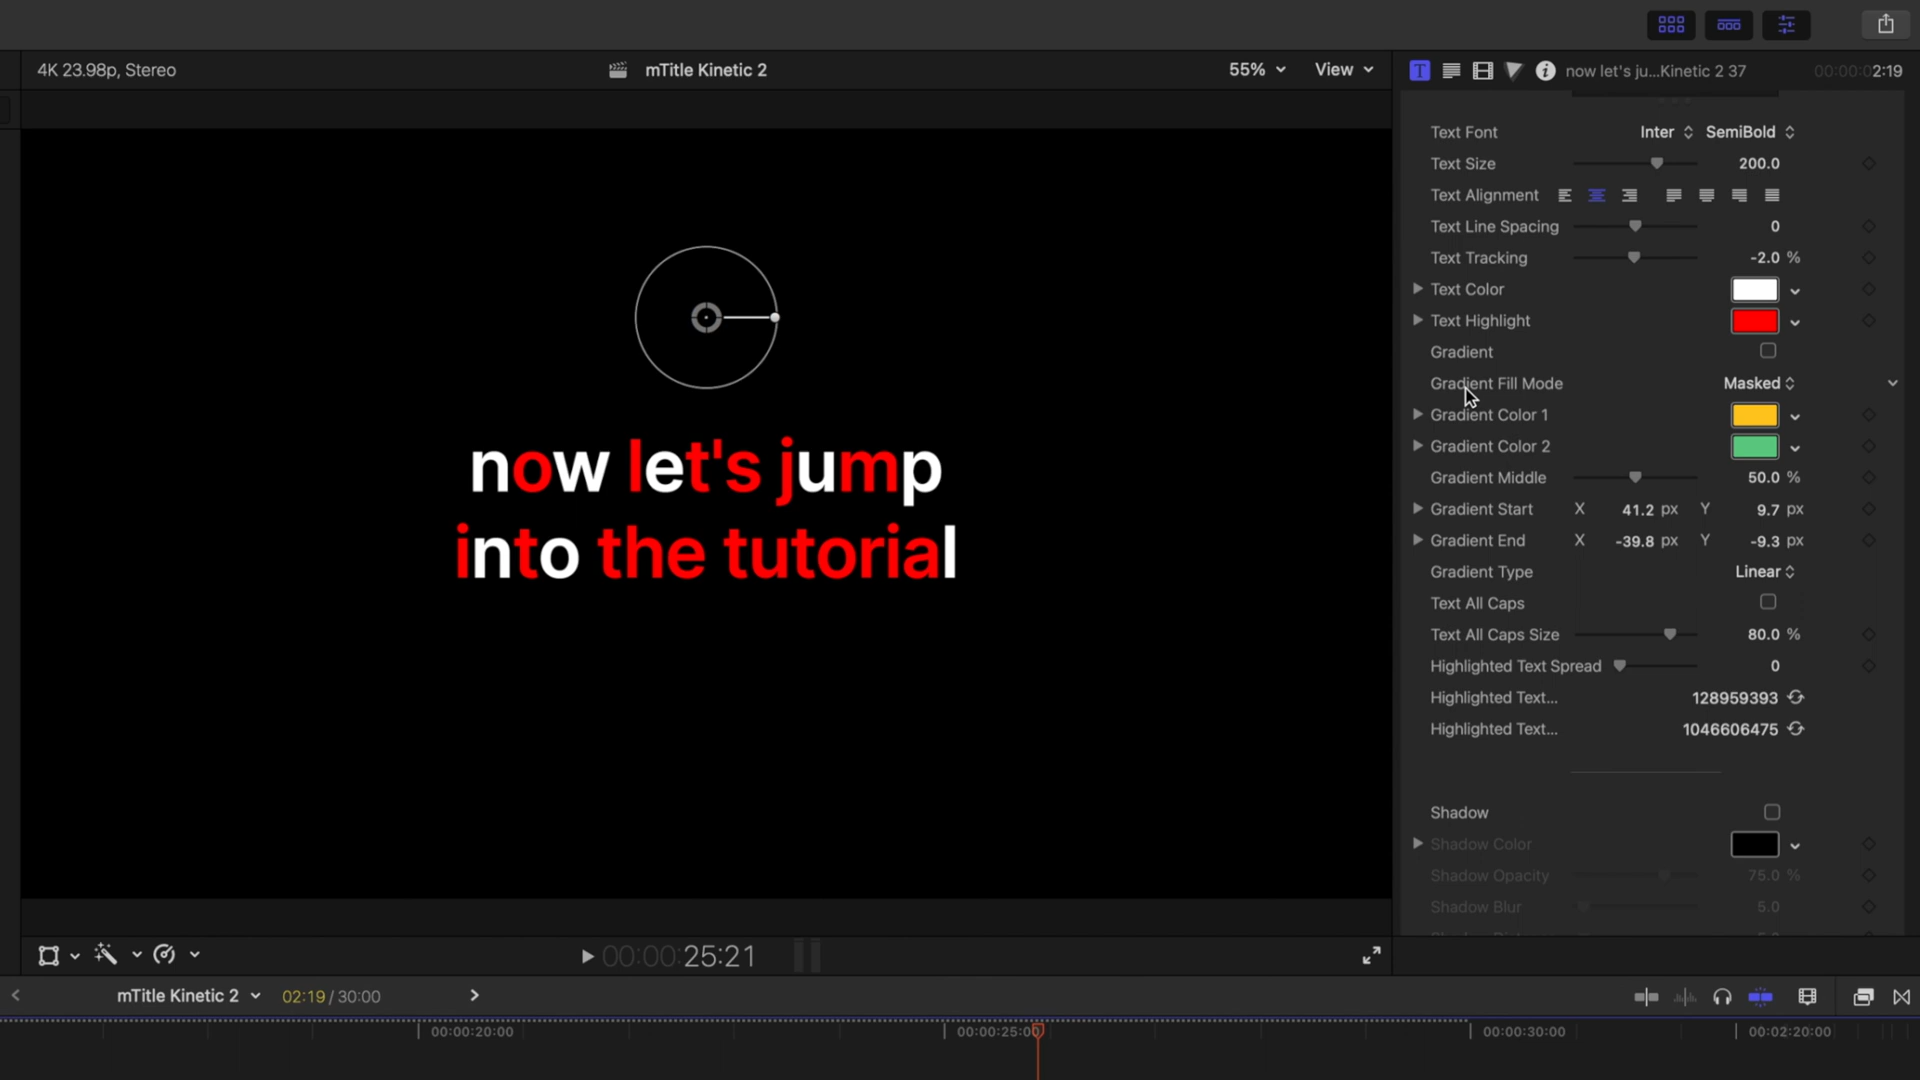 4K 23.98p, Stereo
mTitle Kinetic 2
55%
View
T
now let's ju...Kinetic 2 37
00:00:02:19
Text Font Inter SemiBold
Text Size 200.0
Text Alignment
Text Line Spacing 0
Text Tracking -2.0 %
Text Color
Text Highlight
Gradient
Gradient Fill Mode Masked
Gradient Color 1
Gradient Color 2
Gradient Middle 50.0 %
Gradient Start X 41.2 px Y 9.7 px
Gradient End X -39.8 px Y -9.3 px
Gradient Type Linear
Text All Caps
Text All Caps Size 80.0 %
Highlighted Text Spread 0
Highlighted Text... 128959393
Highlighted Text... 1046606475
Shadow
Shadow Color
Shadow Opacity 75.0 %
Shadow Blur 5.0
now let's jump
into the tutorial
00:00:25:21
mTitle Kinetic 2
02:19 / 30:00
00:00:20:00
00:00:25:00
00:00:30:00
00:02:20:00